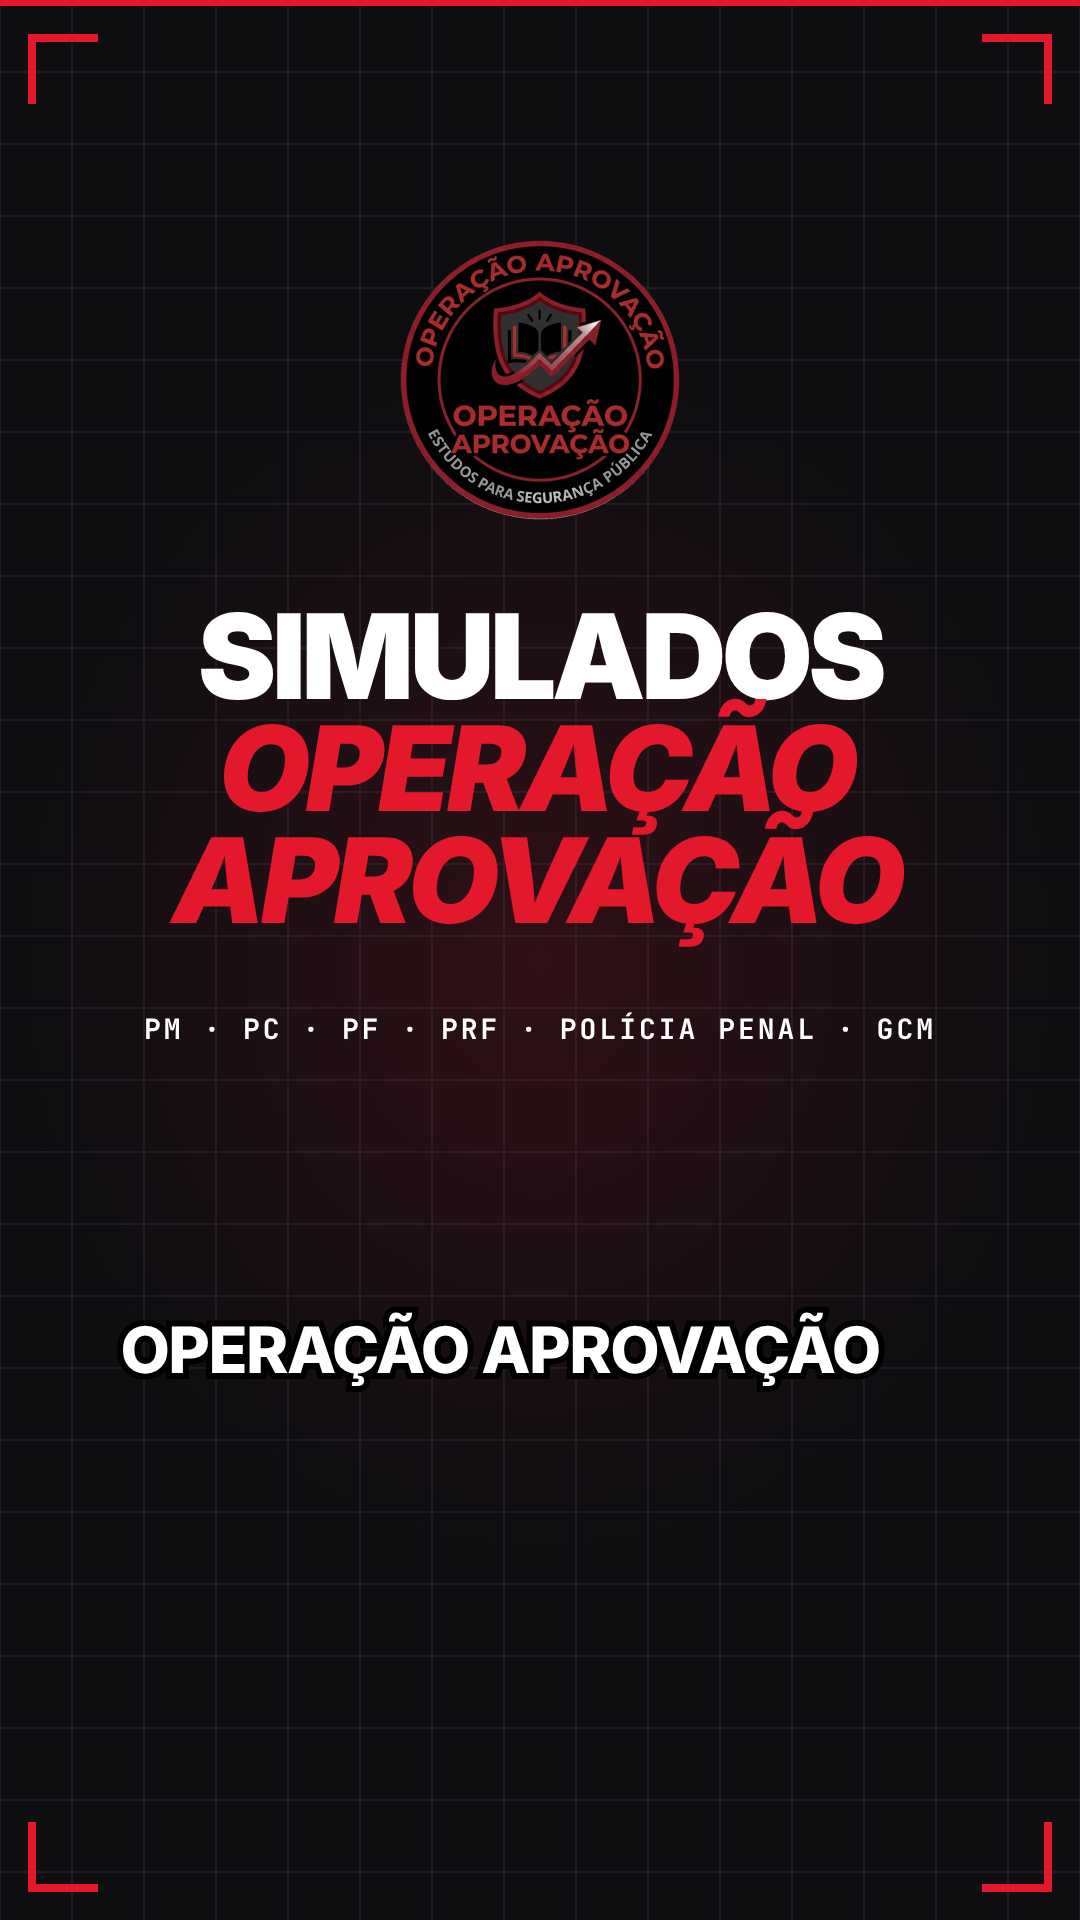 OPERAÇÃO APROVAÇÃO
OPERAÇÃO
APROVAÇÃO
ESTUDOS PARA SEGURANÇA PÚBLICA
SIMULADOS
OPERAÇÃO
APROVAÇÃO
PM · PC · PF · PRF · POLÍCIA PENAL · GCM
OPERAÇÃO APROVAÇÃO